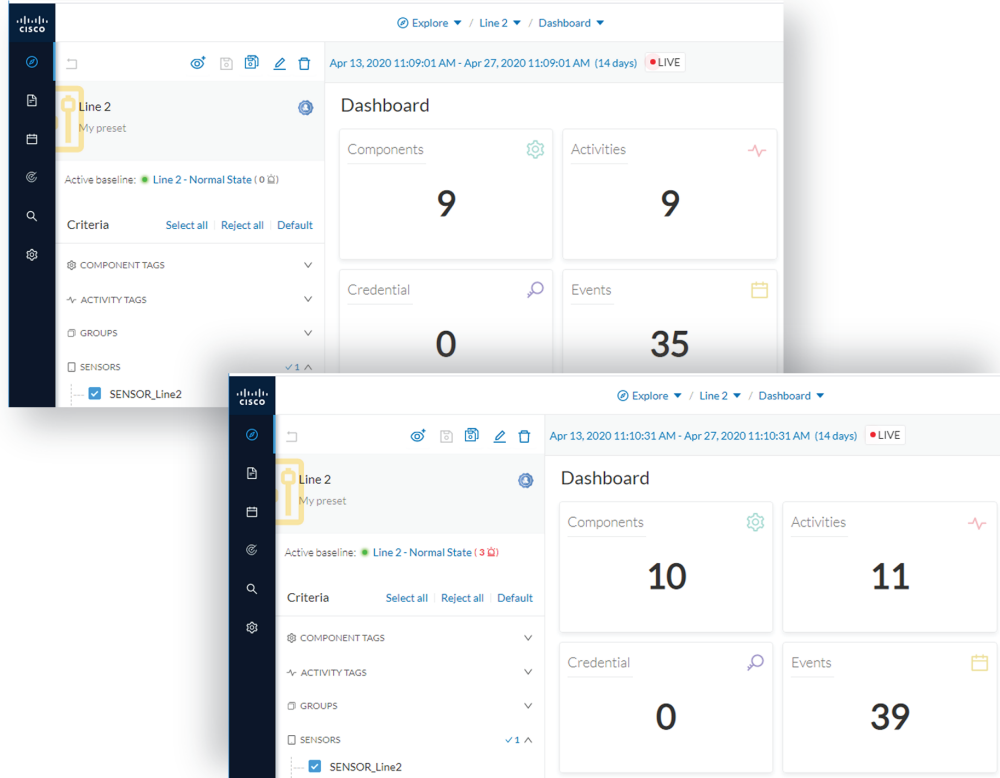 CISCO
Explore / Line 2 / Dashboard
Apr 13, 2020 11:09:01 AM - Apr 27, 2020 11:09:01 AM (14 days) LIVE
Line 2
My preset
Active baseline: Line 2 - Normal State ( 0 )
Criteria Select all Reject all Default
COMPONENT TAGS
ACTIVITY TAGS
GROUPS
SENSORS 1
SENSOR_Line2
Dashboard
Components
9
Activities
9
Credential
0
Events
35
CISCO
Explore / Line 2 / Dashboard
Apr 13, 2020 11:10:31 AM - Apr 27, 2020 11:10:31 AM (14 days) LIVE
Line 2
My preset
Active baseline: Line 2 - Normal State ( 3 )
Criteria Select all Reject all Default
COMPONENT TAGS
ACTIVITY TAGS
GROUPS
SENSORS 1
SENSOR_Line2
Dashboard
Components
10
Activities
11
Credential
0
Events
39